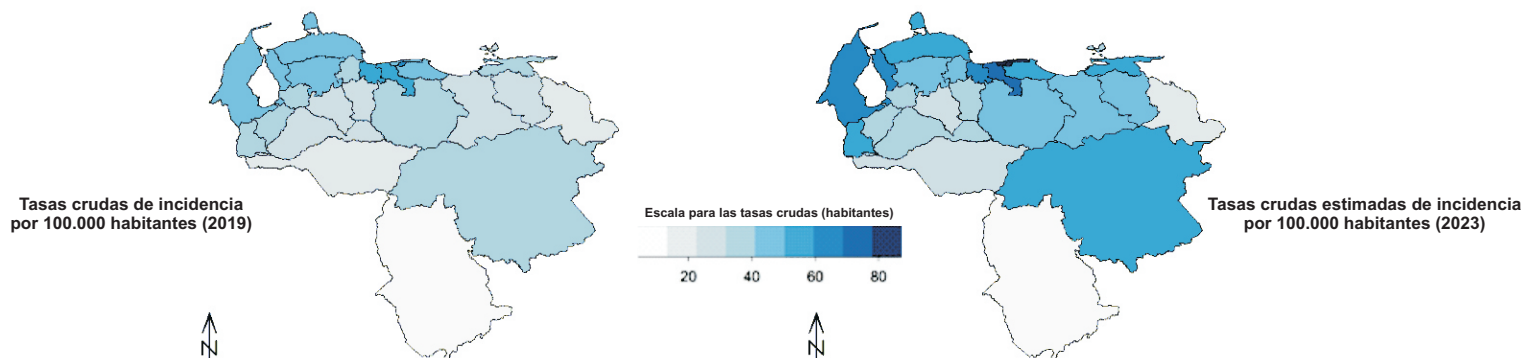 Tasas crudas de incidencia
por 100.000 habitantes (2019)
Escala para las tasas crudas (habitantes)
20 40 60 80
Tasas crudas estimadas de incidencia
por 100.000 habitantes (2023)
N
N